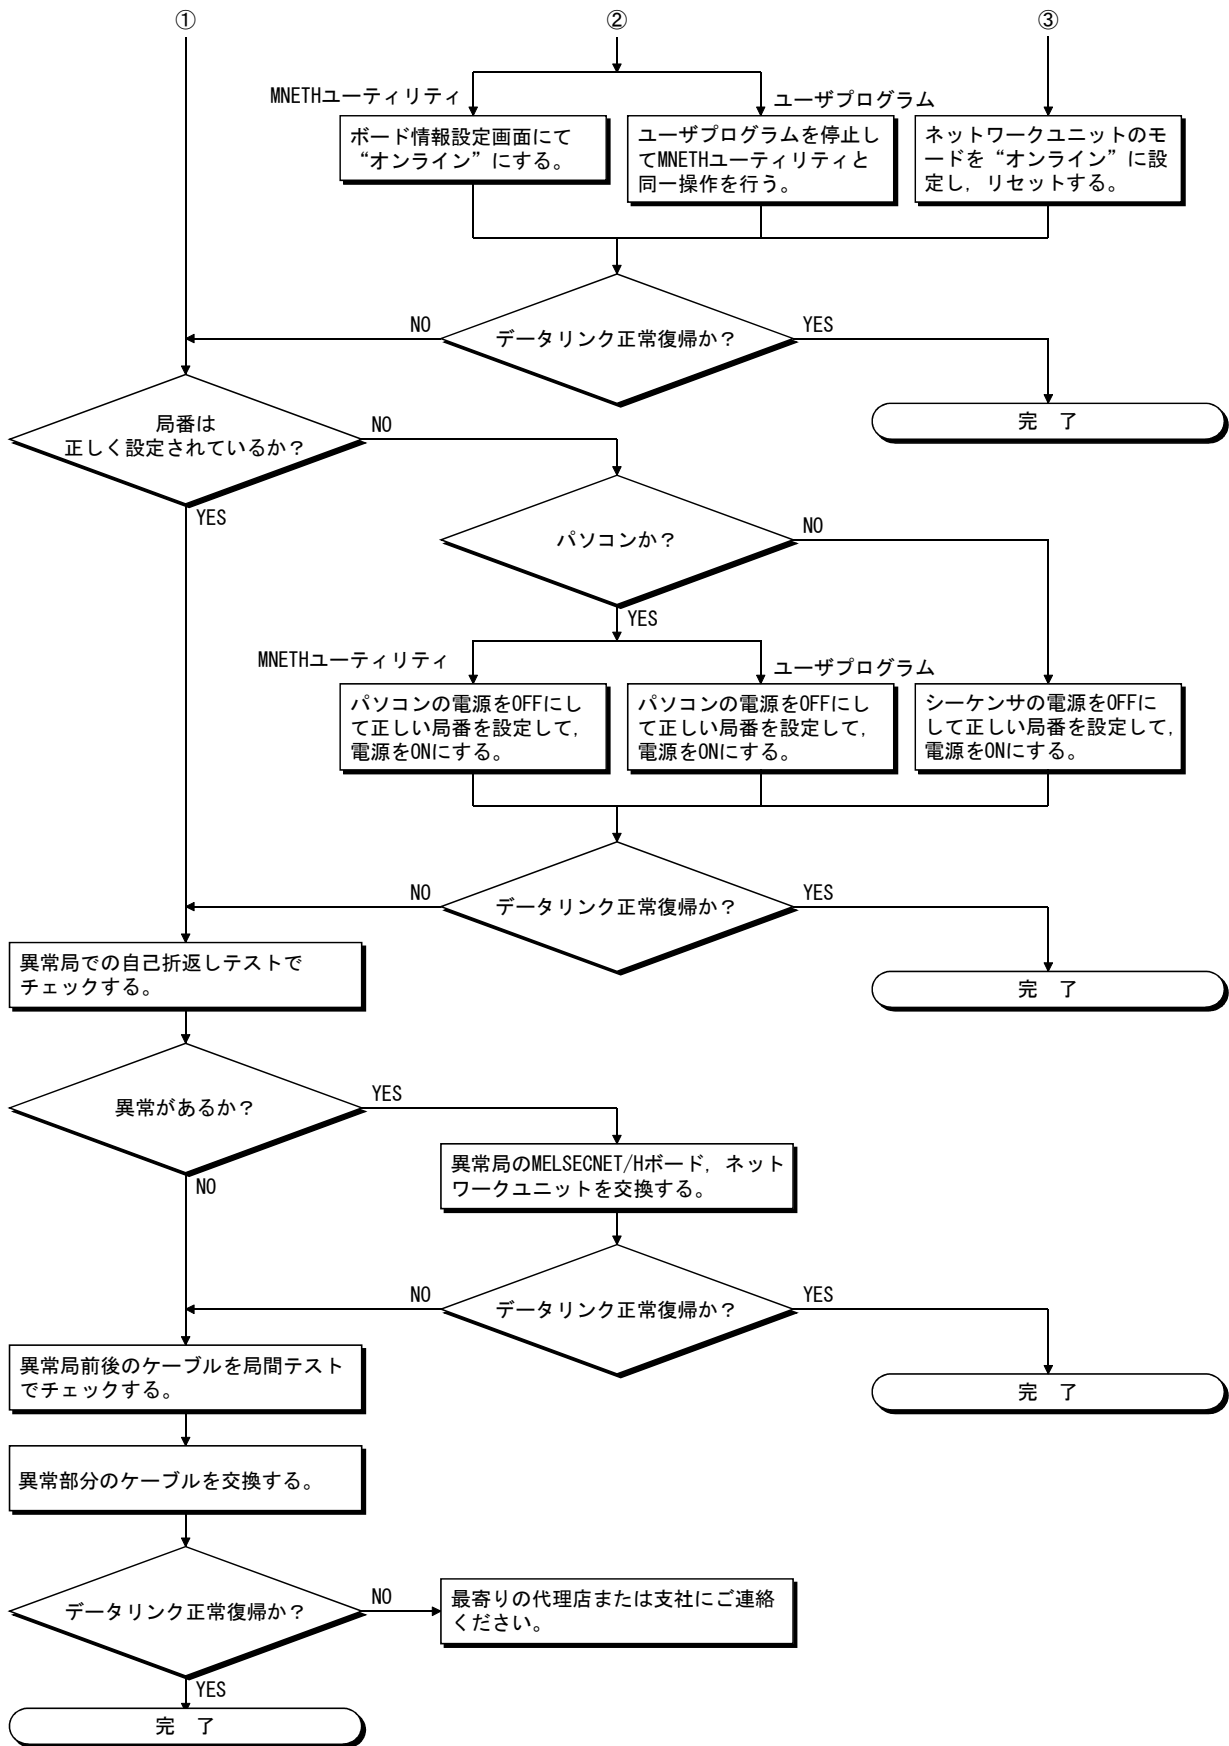 ① ② ③
MNETHユーティリティ
ユーザプログラム
ボード情報設定画面にて
“オンライン”にする。
ユーザプログラムを停止し
てMNETHユーティリティと
同一操作を行う。
ネットワークユニットのモ
ードを“オンライン”に設
定し，リセットする。
NO
データリンク正常復帰か？
YES
完　了
局番は
正しく設定されているか？
NO
YES
パソコンか？
NO
YES
MNETHユーティリティ
ユーザプログラム
パソコンの電源をOFFにし
て正しい局番を設定して，
電源をONにする。
パソコンの電源をOFFにし
て正しい局番を設定して，
電源をONにする。
シーケンサの電源をOFFに
して正しい局番を設定して，
電源をONにする。
NO
データリンク正常復帰か？
YES
完　了
異常局での自己折返しテストで
チェックする。
異常があるか？
YES
NO
異常局のMELSECNET/Hボード，ネット
ワークユニットを交換する。
NO
データリンク正常復帰か？
YES
完　了
異常局前後のケーブルを局間テスト
でチェックする。
異常部分のケーブルを交換する。
データリンク正常復帰か？
NO
最寄りの代理店または支社にご連絡
ください。
YES
完　了